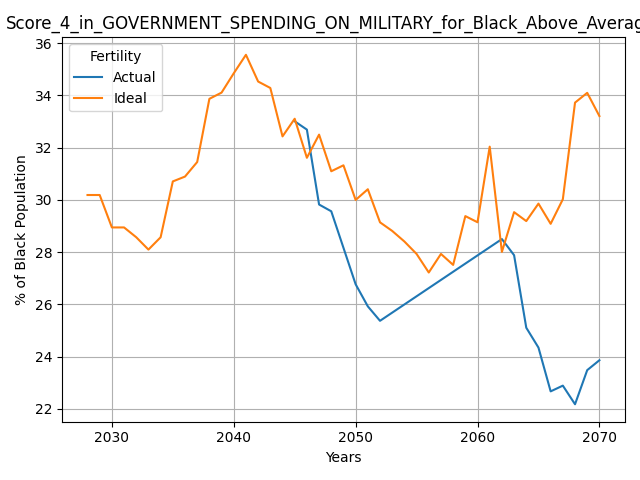 Score_4_in_GOVERNMENT_SPENDING_ON_MILITARY_for_Black_Above_Averag
36
34
32
30
28
26
24
22
% of Black Population
Fertility
Actual
Ideal
2030 2040 2050 2060 2070
Years